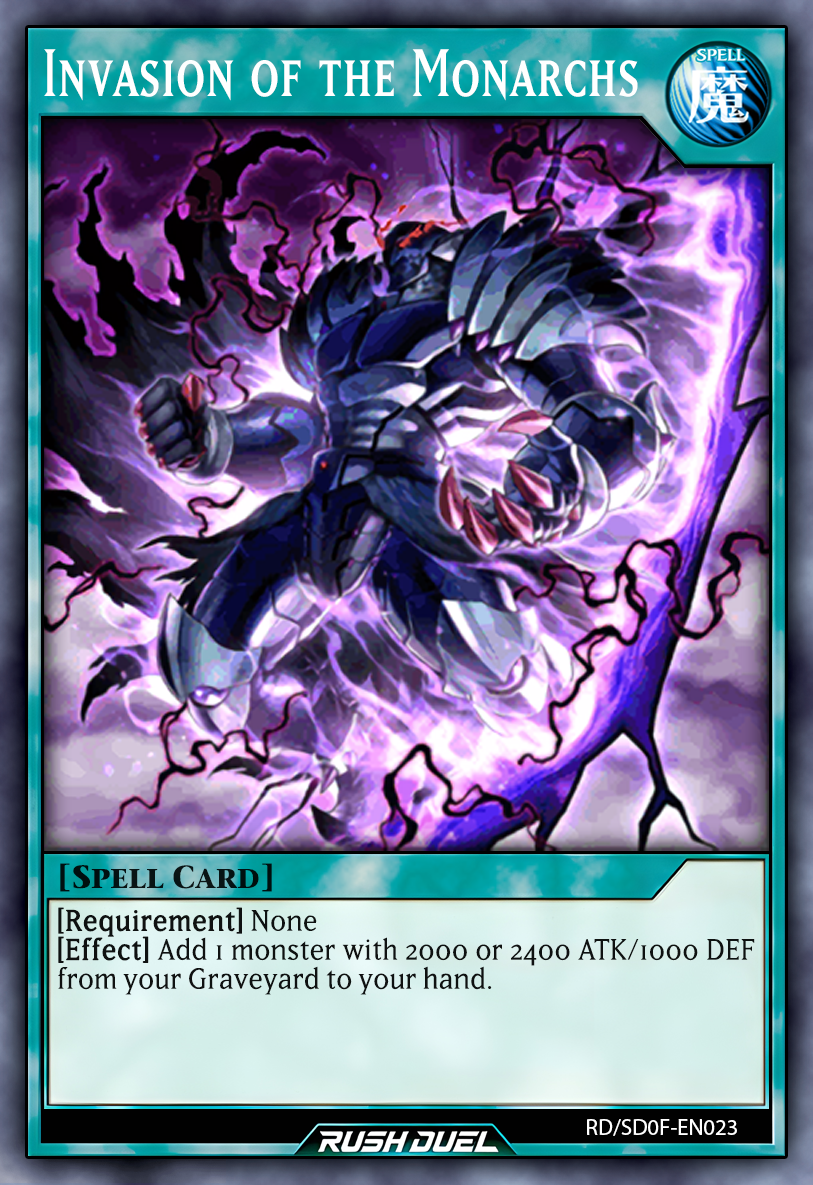 Invasion of the Monarchs
SPELL
魔
[Spell Card]
[Requirement] None
[Effect] Add 1 monster with 2000 or 2400 ATK/1000 DEF
from your Graveyard to your hand.
RD/SD0F-EN023
RUSH DUEL